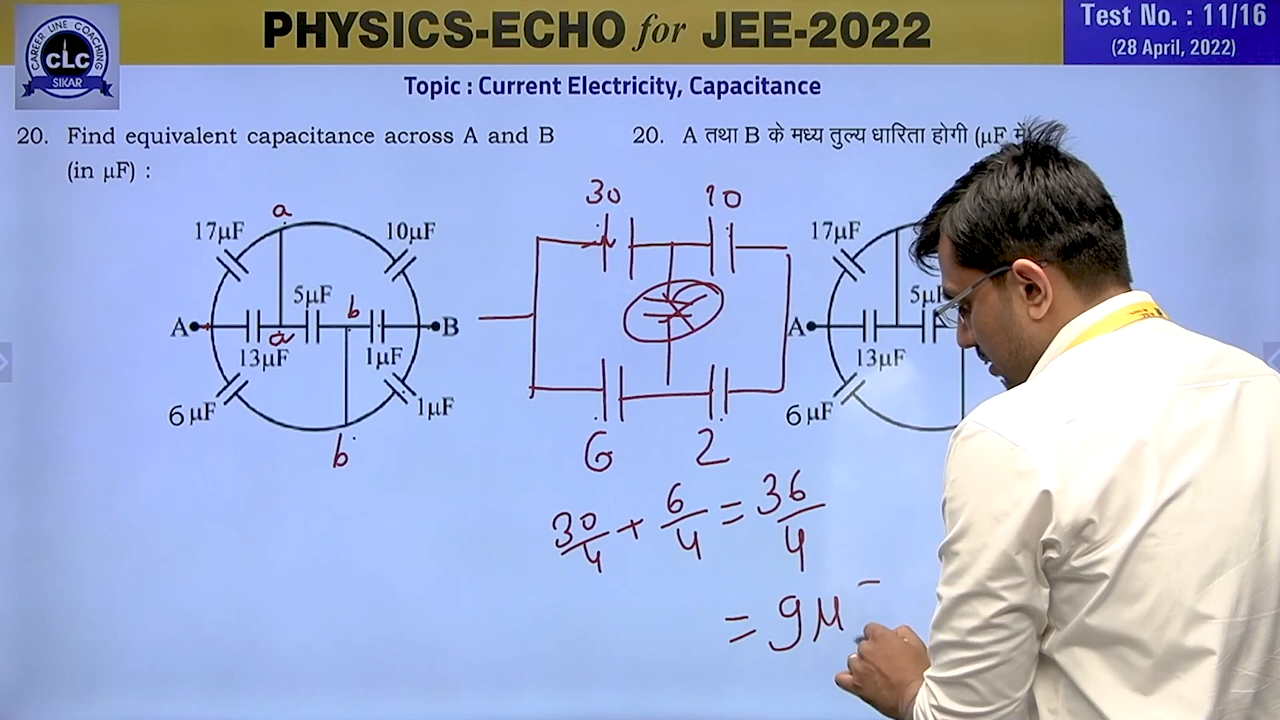 PHYSICS-ECHO for JEE-2022
Test No. : 11/16
(28 April, 2022)
CAREER LINE COACHING
CLC
SIKAR
Topic : Current Electricity, Capacitance
20. Find equivalent capacitance across A and B
(in μF) :
20. A तथा B के मध्य तुल्य धारिता होगी (μF में
a
17μF
10μF
5μF
b
A
a
B
13μF
1μF
6μF
1μF
b
30
10
6
2
30/4 + 6/4 = 36/4
= 9μ
17μF
5μF
A
13μF
6μF